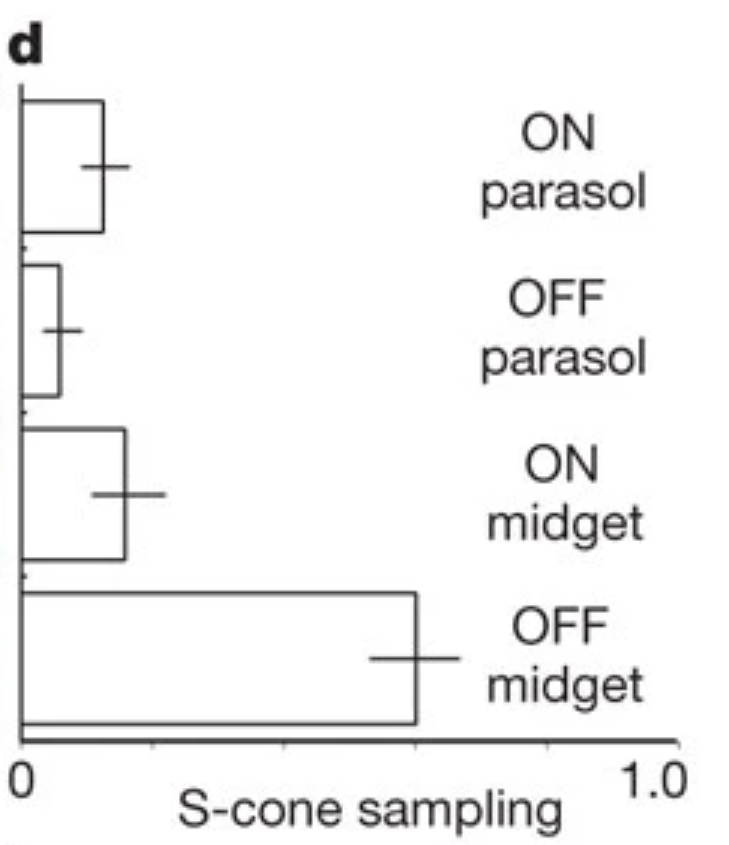 d
ON
parasol
OFF
parasol
ON
midget
OFF
midget
0
1.0
S-cone sampling